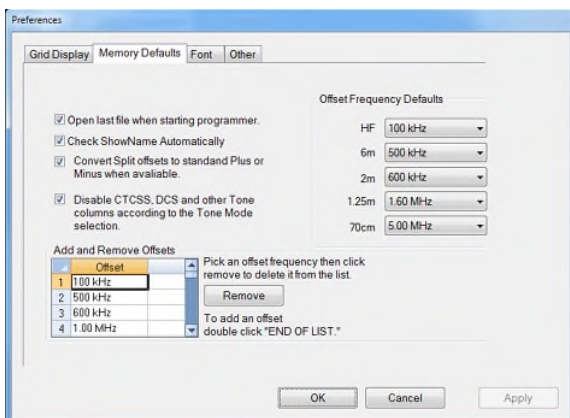 Preferences
Grid Display Memory Defaults Font Other
Open last file when starting programmer.
Check ShowName Automatically
Convert Split offsets to standand Plus or
Minus when avaliable.
Disable CTCSS, DCS and other Tone
columns according to the Tone Mode
selection.
Offset Frequency Defaults
HF 100 kHz
6m 500 kHz
2m 600 kHz
1.25m 1.60 MHz
70cm 5.00 MHz
Add and Remove Offsets
Offset
1 100 kHz
2 500 kHz
3 600 kHz
4 1.00 MHz
Pick an offset frequency then click
remove to delete it from the list.
Remove
To add an offset
double click "END OF LIST."
OK Cancel Apply